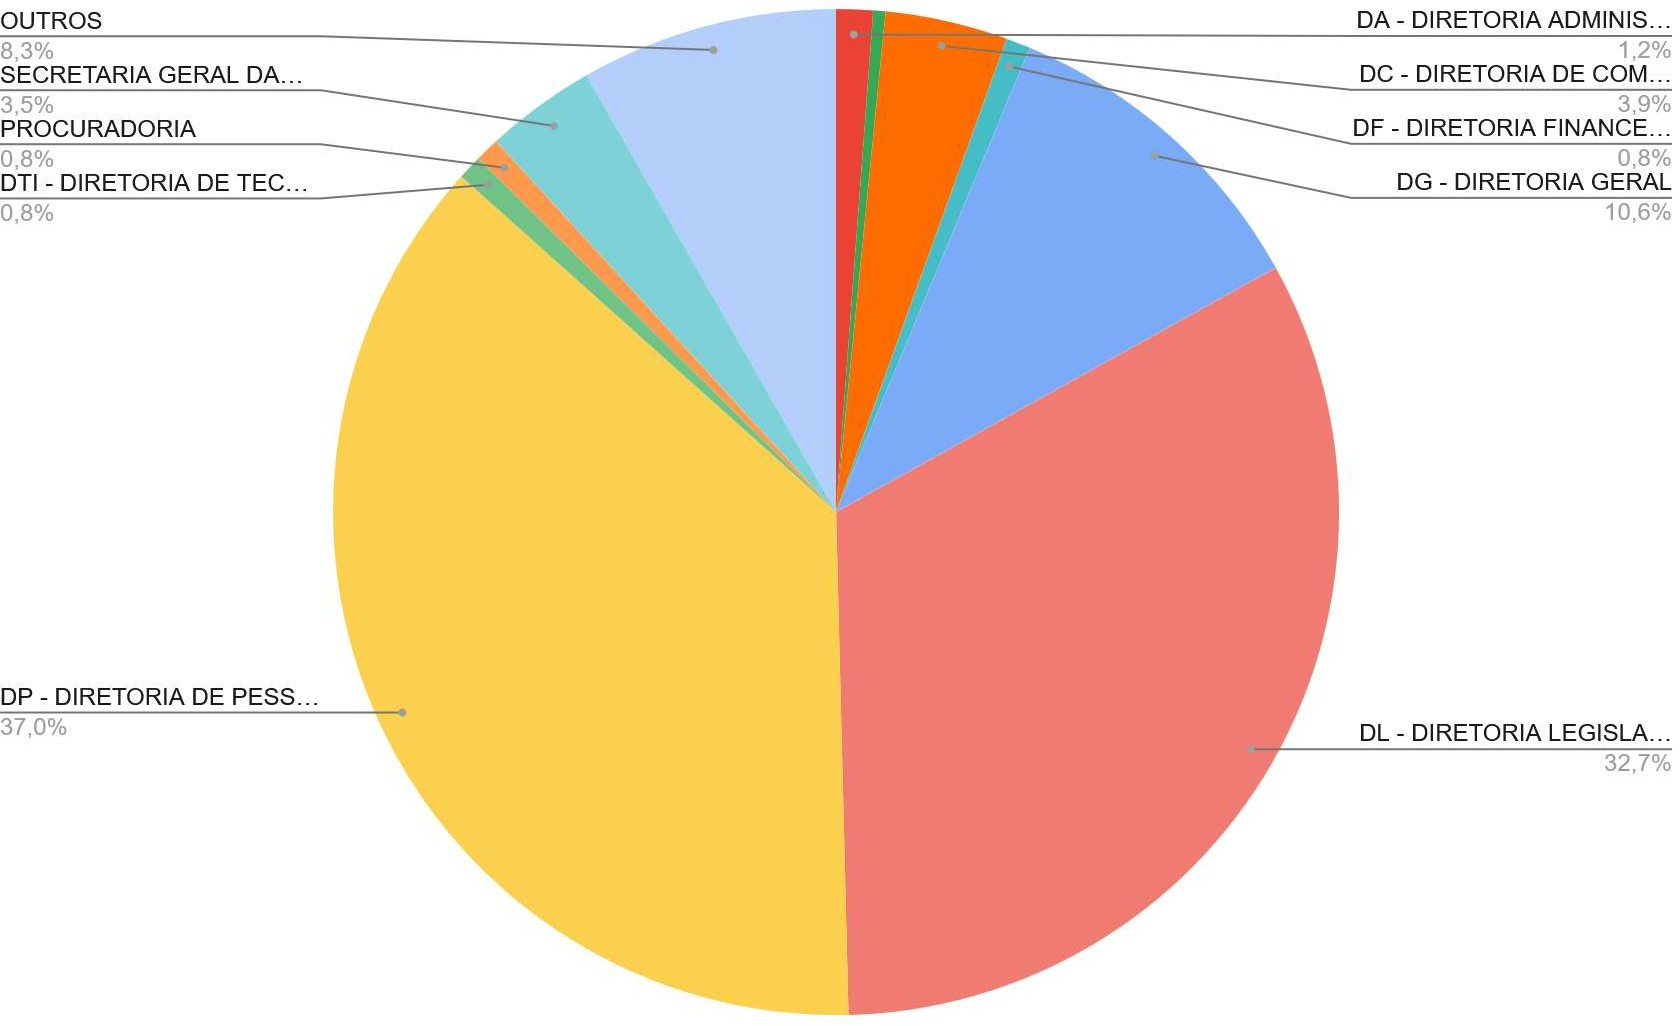 OUTROS
8,3%
SECRETARIA GERAL DA…
3,5%
PROCURADORIA
0,8%
DTI - DIRETORIA DE TEC…
0,8%
DP - DIRETORIA DE PESS…
37,0%
DA - DIRETORIA ADMINIS…
1,2%
DC - DIRETORIA DE COM…
3,9%
DF - DIRETORIA FINANCE…
0,8%
DG - DIRETORIA GERAL
10,6%
DL - DIRETORIA LEGISLA…
32,7%